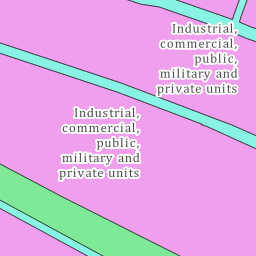 Industrial,
commercial,
public,
military and
private units
Industrial,
commercial,
public,
military and
private units